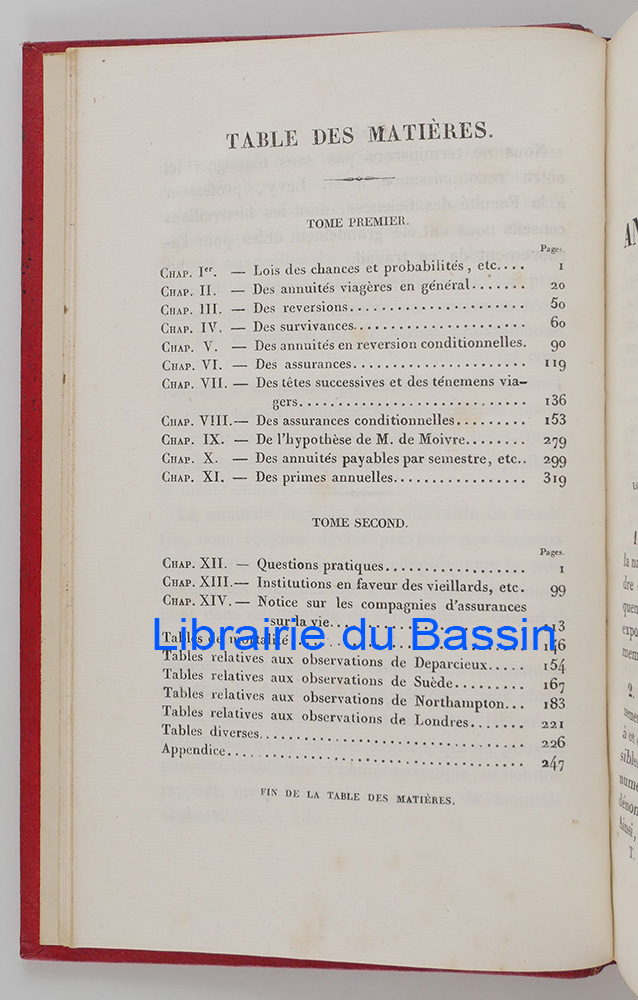 TABLE DES MATIÈRES.
TOME PREMIER.
Pages.
CHAP. Ier. — Lois des chances et probabilités, etc.... 1
CHAP. II. — Des annuités viagères en général....... 20
CHAP. III. — Des reversions........................ 50
CHAP. IV. — Des survivances....................... 60
CHAP. V. — Des annuités en reversion conditionnelles. 90
CHAP. VI. — Des assurances....................... 119
CHAP. VII. — Des têtes successives et des ténemens via-
gers............................... 136
CHAP. VIII.— Des assurances conditionnelles......... 153
CHAP. IX. — De l'hypothèse de M. de Moivre........ 279
CHAP. X. — Des annuités payables par semestre, etc.. 299
CHAP. XI. — Des primes annuelles................. 319
TOME SECOND.
Pages.
CHAP. XII. — Questions pratiques.................. 1
CHAP. XIII.— Institutions en faveur des vieillards, etc. 99
CHAP. XIV.— Notice sur les compagnies d'assurances
sur la vie......................... 113
Librairie du Bassin
Tables de mortalité............................. 146
Tables relatives aux observations de Deparcieux..... 154
Tables relatives aux observations de Suède......... 167
Tables relatives aux observations de Northampton... 183
Tables relatives aux observations de Londres....... 221
Tables diverses................................. 226
Appendice..................................... 247
FIN DE LA TABLE DES MATIÈRES.